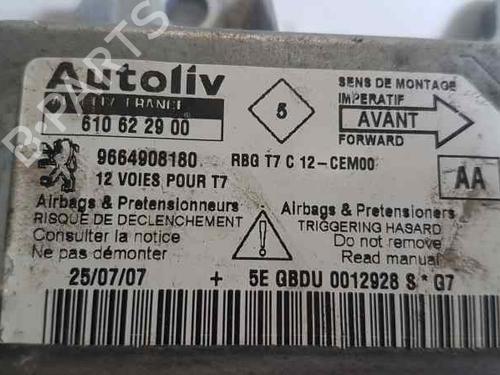 Autoliv
610 62 29 00
5
SENS DE MONTAGE
IMPERATIF
AVANT
FORWARD
9664908180
RBG T7 C 12-CEM00
12 VOIES POUR T7
AA
Airbags & Pretensionneurs
RISQUE DE DECLENCHEMENT
Consulter la notice
Ne pas démonter
Airbags & Pretensioners
TRIGGERING HASARD
Do not remove
Read manual
25/07/07 + 5E GBDU 0012928 S * G7
B-PARTS